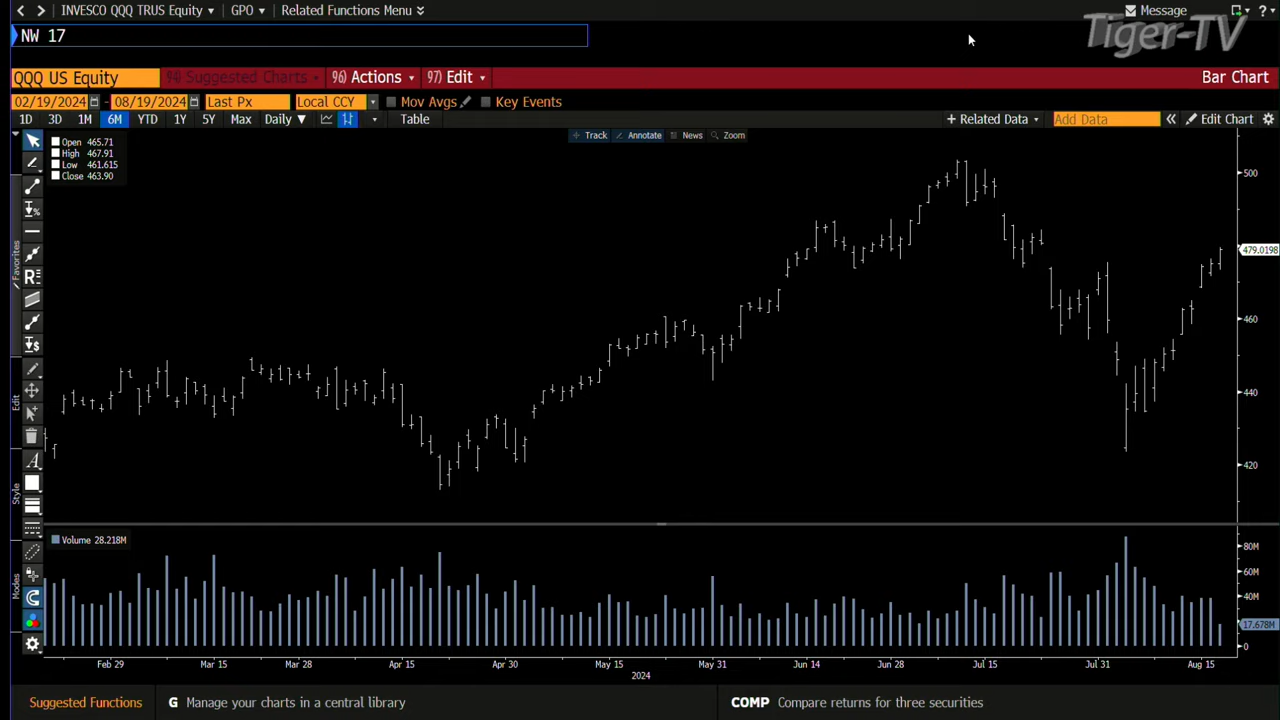 INVESCO QQQ TRUS Equity GPO Related Functions Menu Message ?
Tiger-TV
NW 17
QQQ US Equity 94) Suggested Charts 96) Actions 97) Edit Bar Chart
02/19/2024 - 08/19/2024 Last Px Local CCY Mov Avgs Key Events
1D 3D 1M 6M YTD 1Y 5Y Max Daily Table + Related Data Add Data « Edit Chart
+ Track Annotate News Zoom
Open 465.71
High 467.91
Low 461.615
Close 463.90
500
479.0198
460
440
420
Favorites
Edit
Style
Modes
Volume 28.218M
80M
60M
40M
17.678M
0
Feb 29 Mar 15 Mar 28 Apr 15 Apr 30 May 15 May 31 Jun 14 Jun 28 Jul 15 Jul 31 Aug 15
2024
Suggested Functions G Manage your charts in a central library COMP Compare returns for three securities